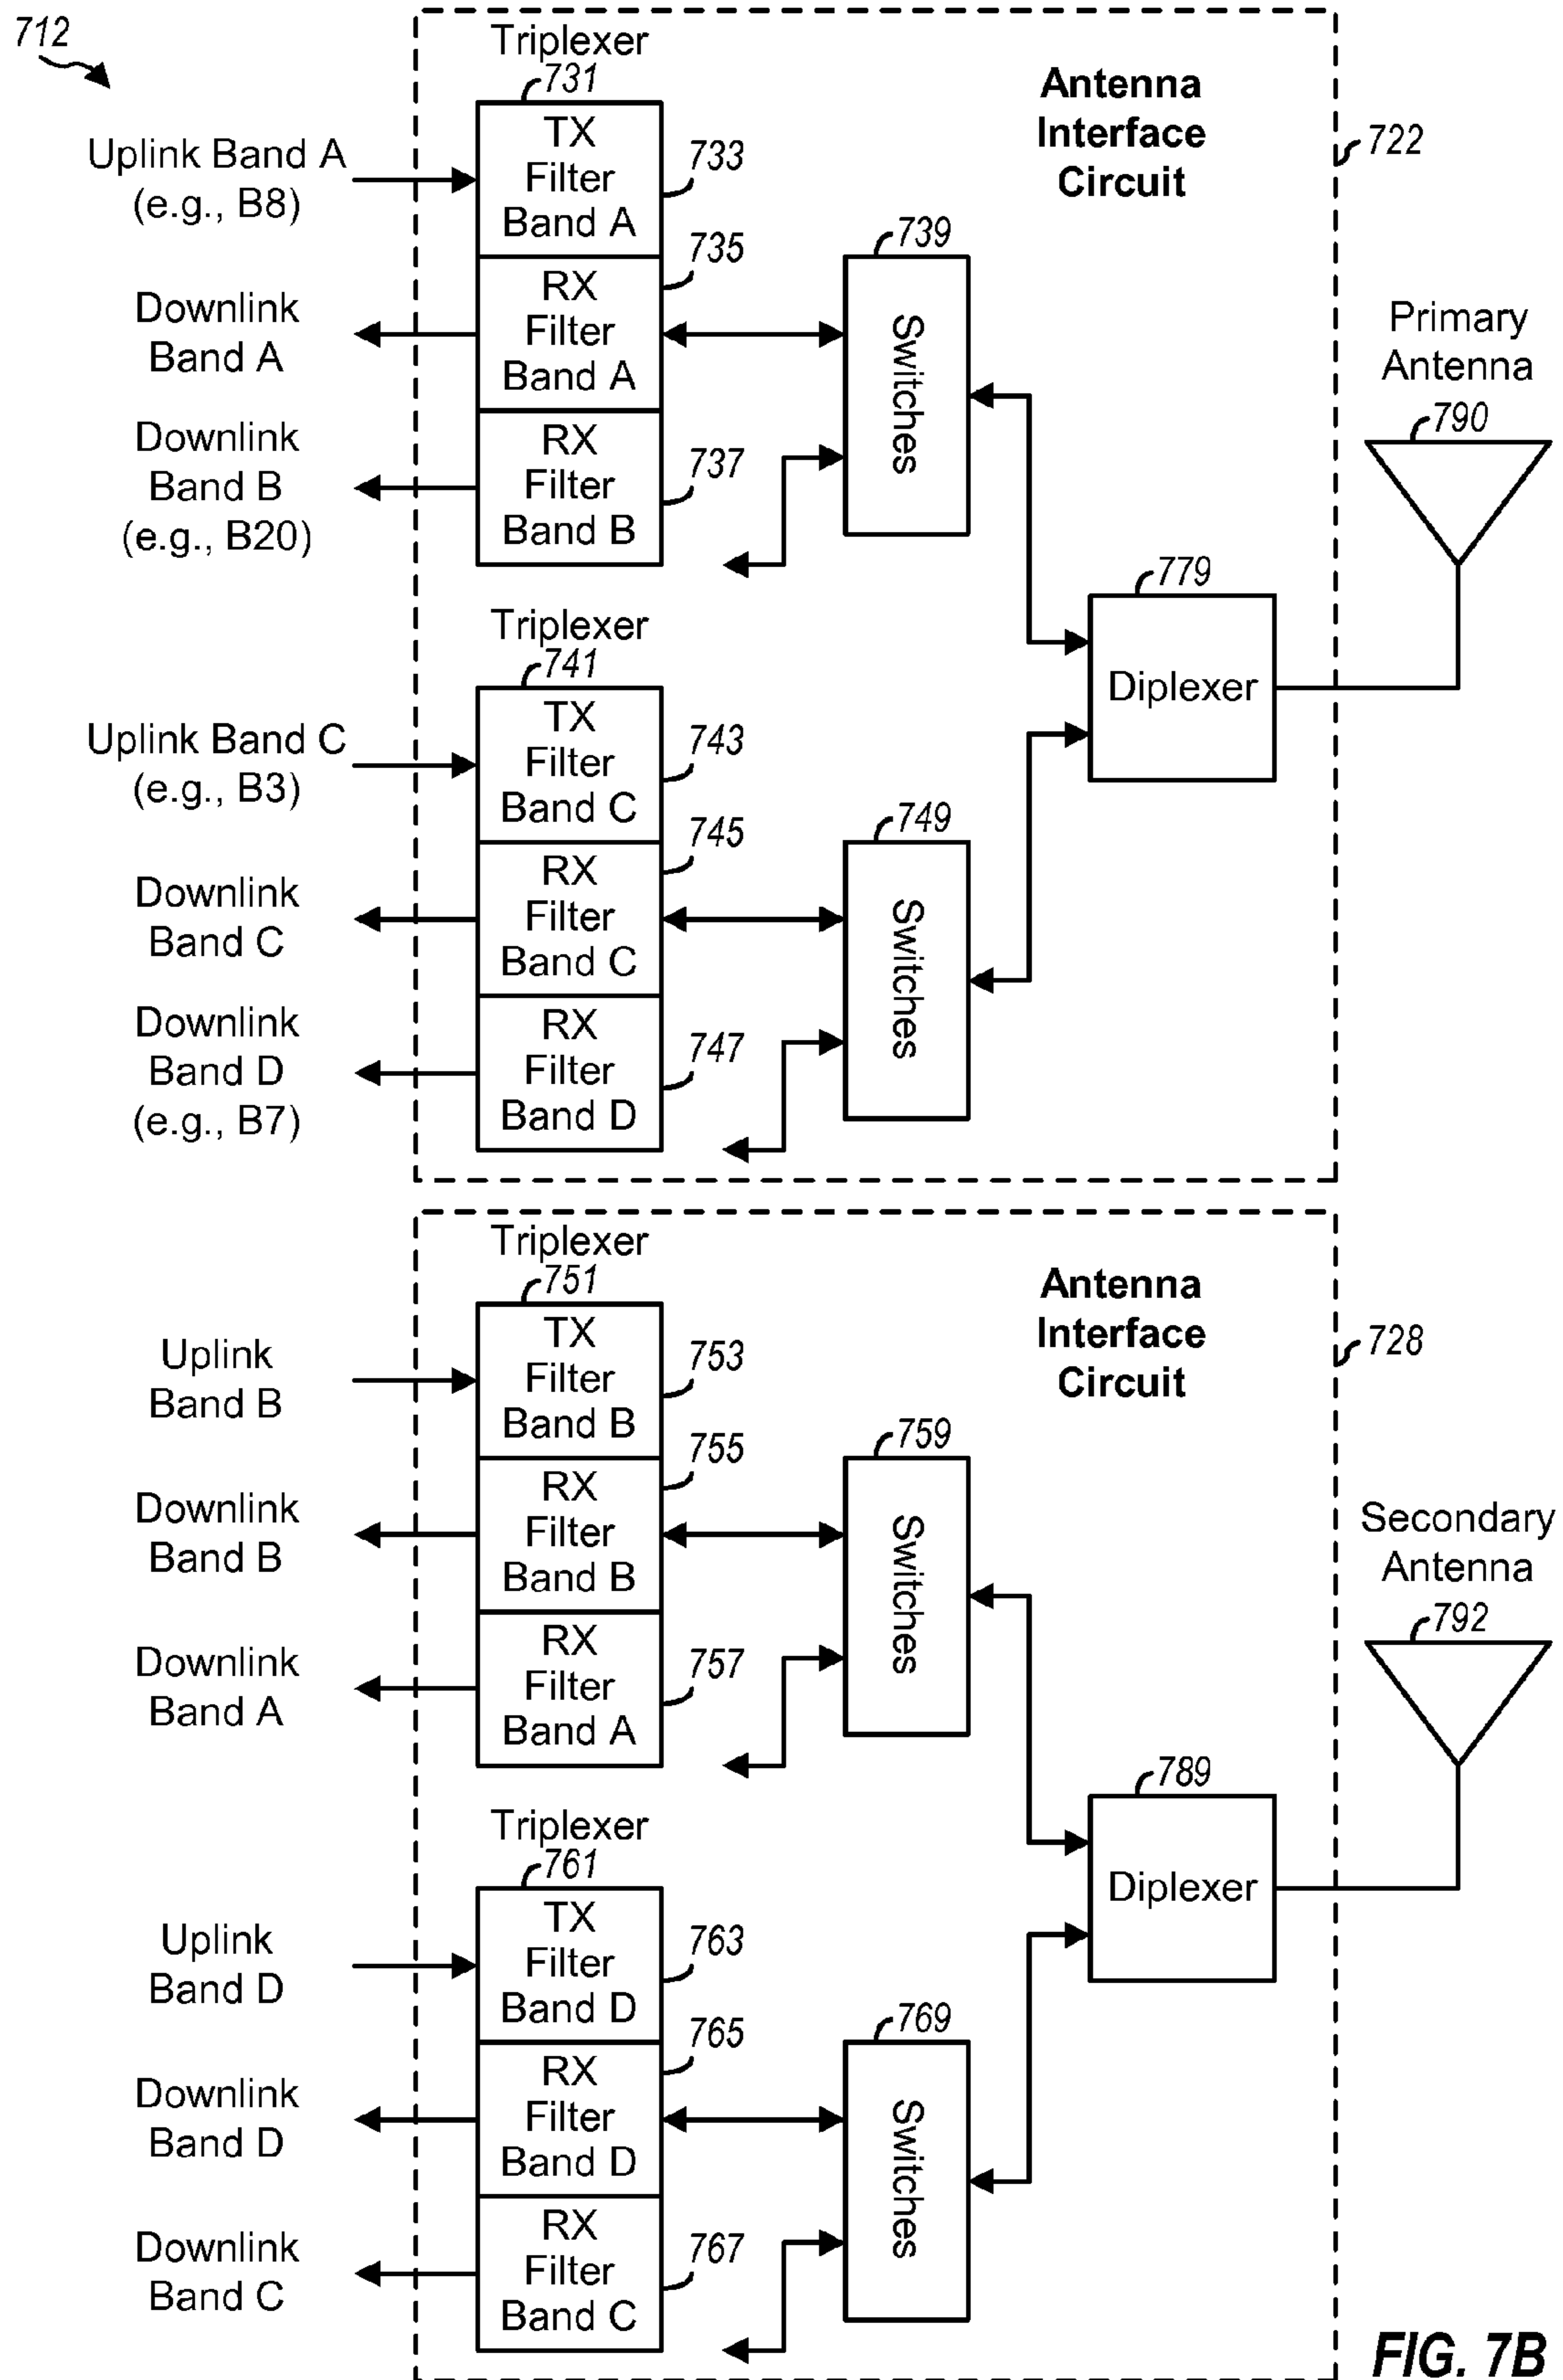 712
Triplexer
731
Antenna
Interface
Circuit
722
Uplink Band A
(e.g., B8)
TX
Filter
Band A
733
Downlink
Band A
RX
Filter
Band A
735
739
Switches
Primary
Antenna
790
Downlink
Band B
(e.g., B20)
RX
Filter
Band B
737
779
Diplexer
Triplexer
741
Uplink Band C
(e.g., B3)
TX
Filter
Band C
743
Downlink
Band C
RX
Filter
Band C
745
749
Switches
Downlink
Band D
(e.g., B7)
RX
Filter
Band D
747
Triplexer
751
Antenna
Interface
Circuit
728
Uplink
Band B
TX
Filter
Band B
753
Downlink
Band B
RX
Filter
Band B
755
759
Switches
Secondary
Antenna
792
Downlink
Band A
RX
Filter
Band A
757
789
Diplexer
Triplexer
761
Uplink
Band D
TX
Filter
Band D
763
Downlink
Band D
RX
Filter
Band D
765
769
Switches
Downlink
Band C
RX
Filter
Band C
767
FIG. 7B